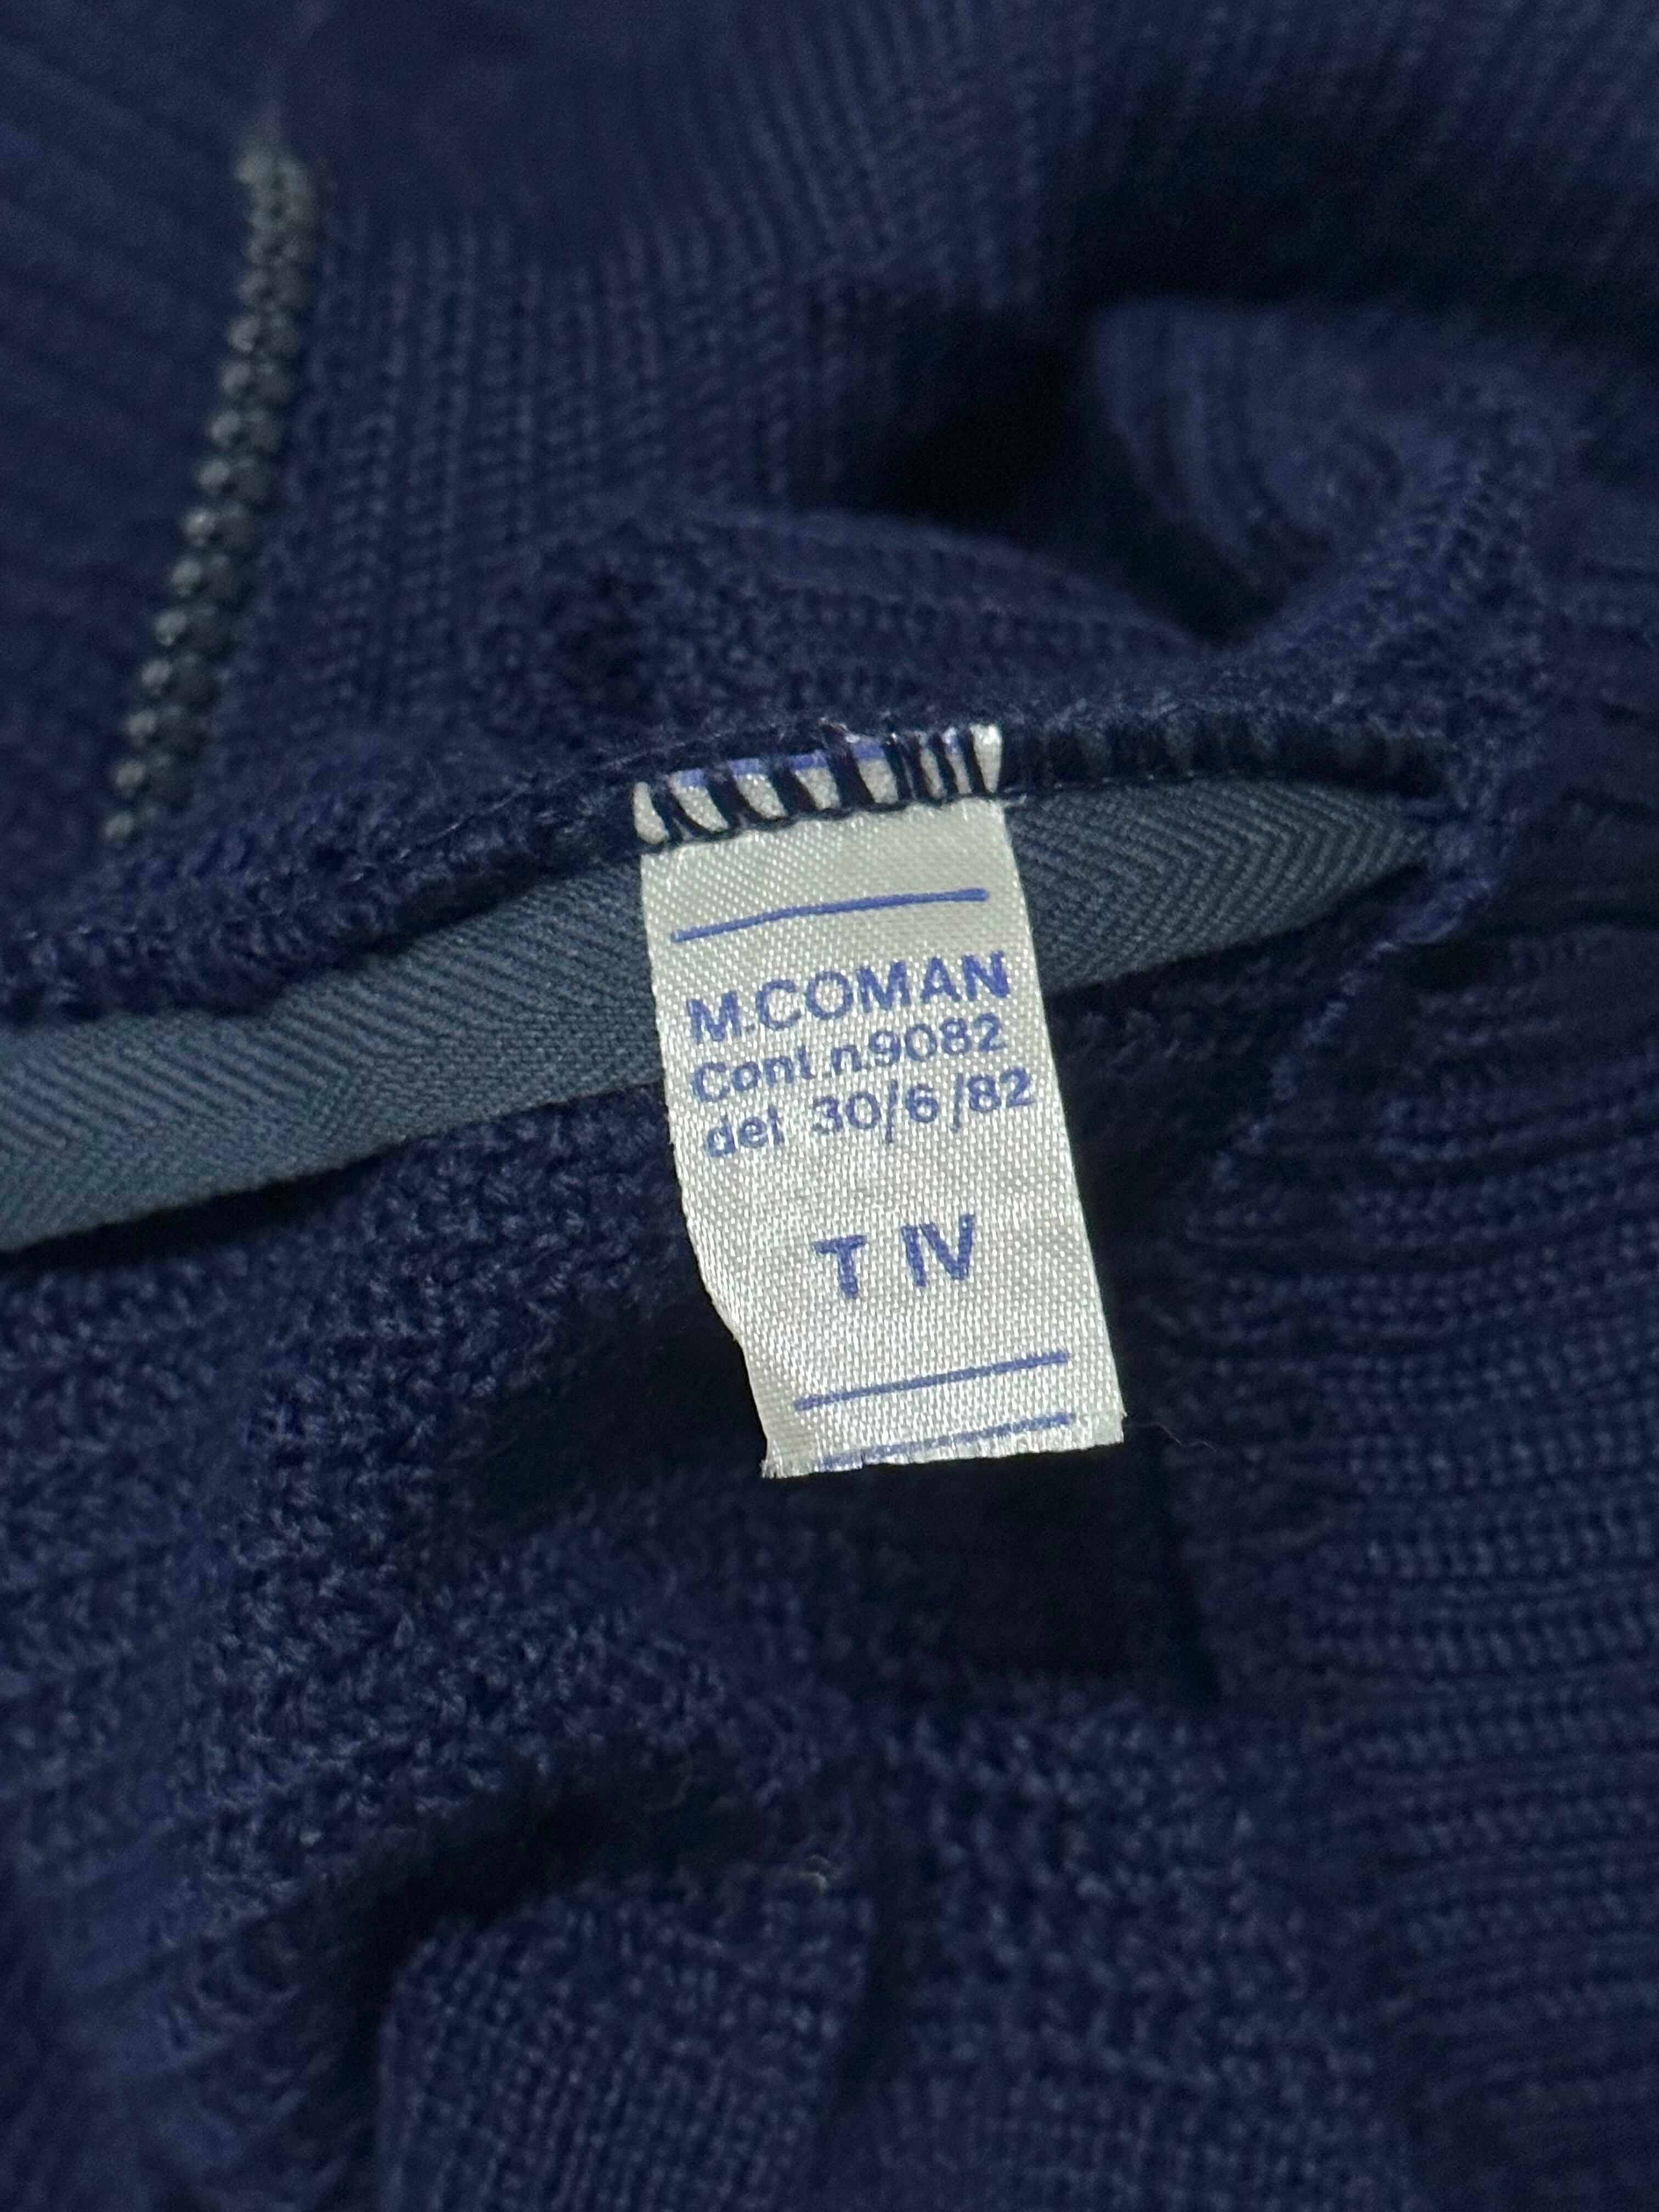 M.COMAN
Cont.n.9082
del 30/6/82
T IV